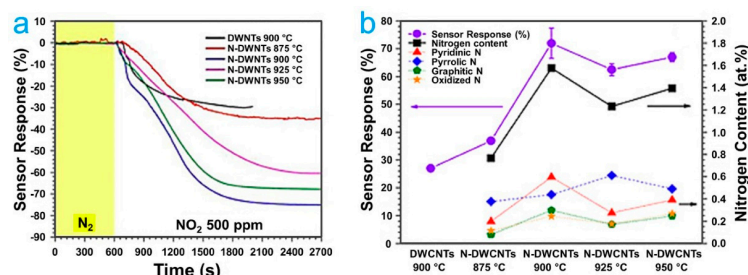 a
Sensor Response (%)
10
0
-10
-20
-30
-40
-50
-60
-70
-80
-90
DWNTs 900 °C
N-DWNTs 875 °C
N-DWNTs 900 °C
N-DWNTs 925 °C
N-DWNTs 950 °C
N2
NO2 500 ppm
0 300 600 900 1200 1500 1800 2100 2400 2700
Time (s)
b
Sensor Response (%)
80
70
60
50
40
30
20
10
0
Sensor Response (%)
Nitrogen content
Pyridinic N
Pyrrolic N
Graphitic N
Oxidized N
2.0
1.8
1.6
1.4
1.2
1.0
0.8
0.6
0.4
0.2
0.0
Nitrogen Content (at.%)
DWCNTs N-DWCNTs N-DWCNTs N-DWCNTs N-DWCNTs
900 °C 875 °C 900 °C 925 °C 950 °C